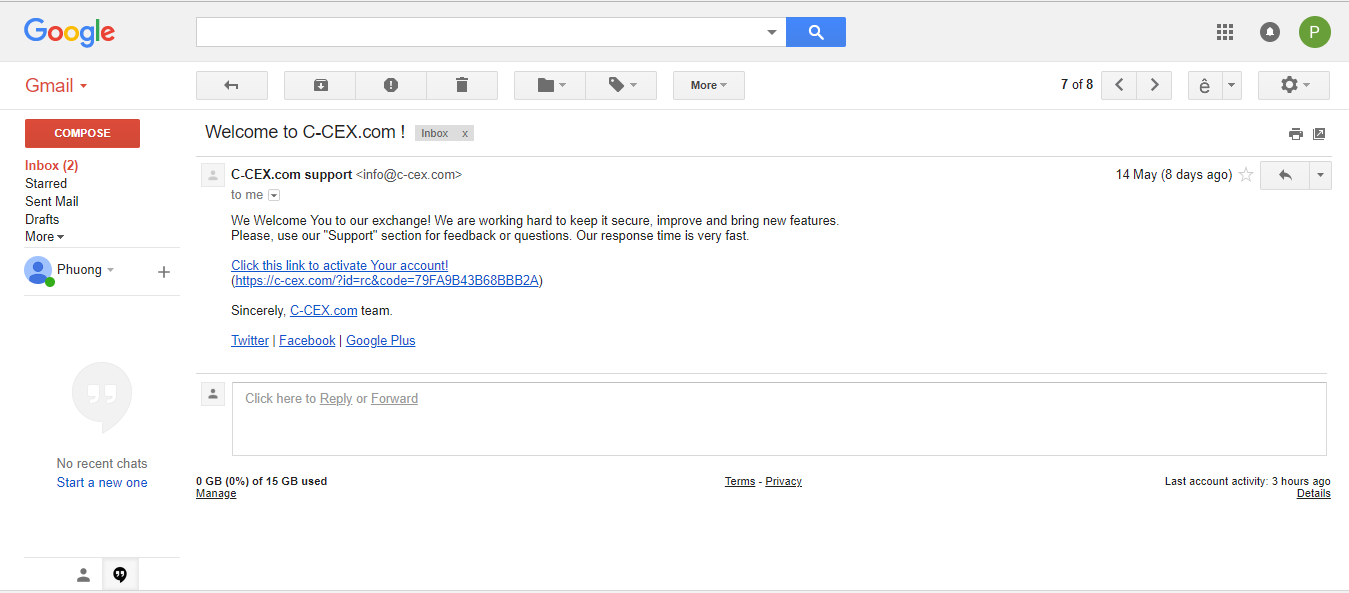 Google
P
Gmail
More
7 of 8
ê
COMPOSE
Welcome to C-CEX.com !
Inbox x
Inbox (2)
Starred
Sent Mail
Drafts
More
C-CEX.com support <info@c-cex.com>
14 May (8 days ago)
to me
We Welcome You to our exchange! We are working hard to keep it secure, improve and bring new features.
Please, use our "Support" section for feedback or questions. Our response time is very fast.
Click this link to activate Your account!
(https://c-cex.com/?id=rc&code=79FA9B43B68BBB2A)
Sincerely, C-CEX.com team.
Twitter | Facebook | Google Plus
Phuong
Click here to Reply or Forward
No recent chats
Start a new one
0 GB (0%) of 15 GB used
Manage
Terms - Privacy
Last account activity: 3 hours ago
Details